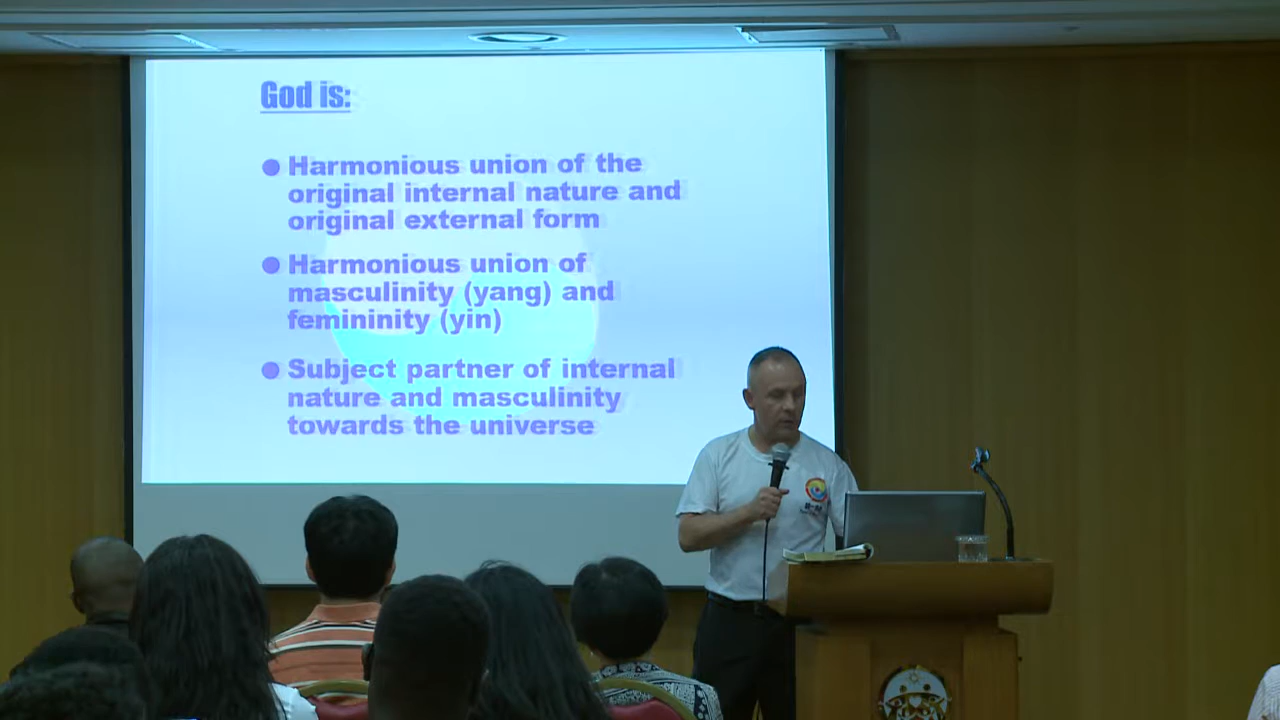 God is:
● Harmonious union of the
original internal nature and
original external form
● Harmonious union of
masculinity (yang) and
femininity (yin)
● Subject partner of internal
nature and masculinity
towards the universe